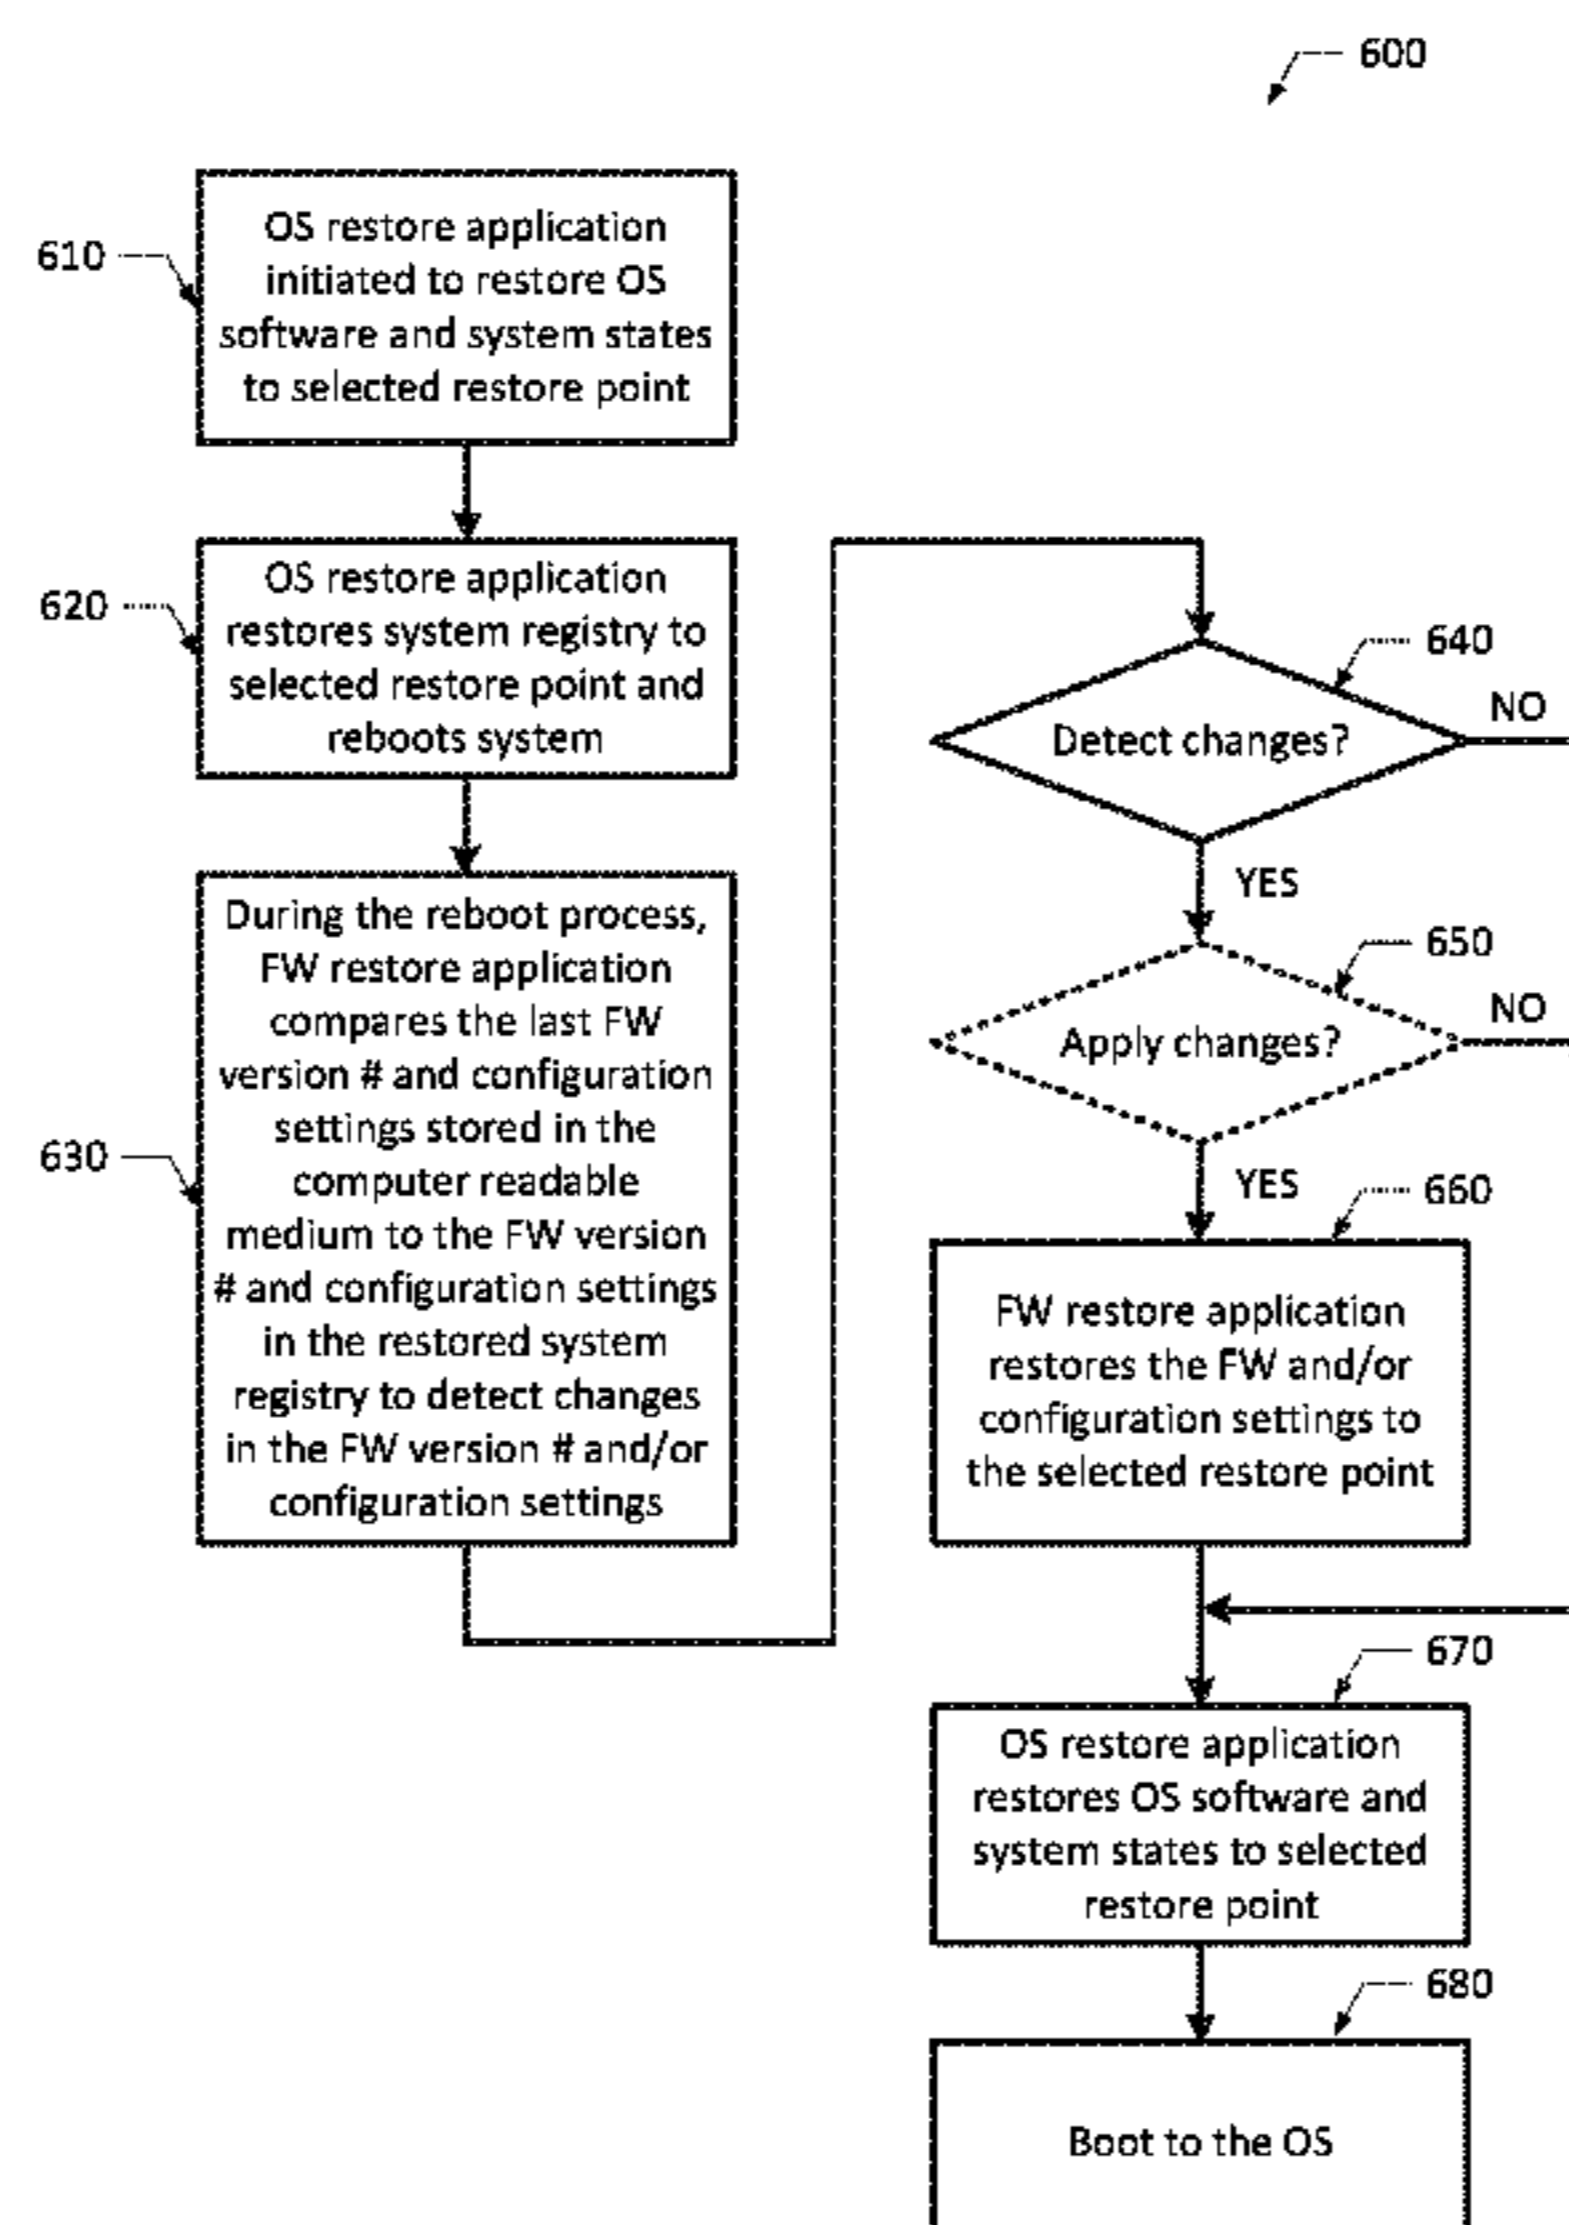 600
610
OS restore application
initiated to restore OS
software and system states
to selected restore point
620
OS restore application
restores system registry to
selected restore point and
reboots system
630
During the reboot process,
FW restore application
compares the last FW
version # and configuration
settings stored in the
computer readable
medium to the FW version
# and configuration settings
in the restored system
registry to detect changes
in the FW version # and/or
configuration settings
640
Detect changes?
NO
YES
650
Apply changes?
NO
YES
660
FW restore application
restores the FW and/or
configuration settings to
the selected restore point
670
OS restore application
restores OS software and
system states to selected
restore point
680
Boot to the OS